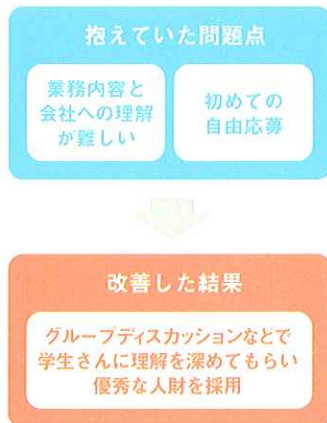 抱えていた問題点
業務内容と
会社への理解
が難しい
初めての
自由応募
改善した結果
グループディスカッションなどで
学生さんに理解を深めてもらい
優秀な人財を採用